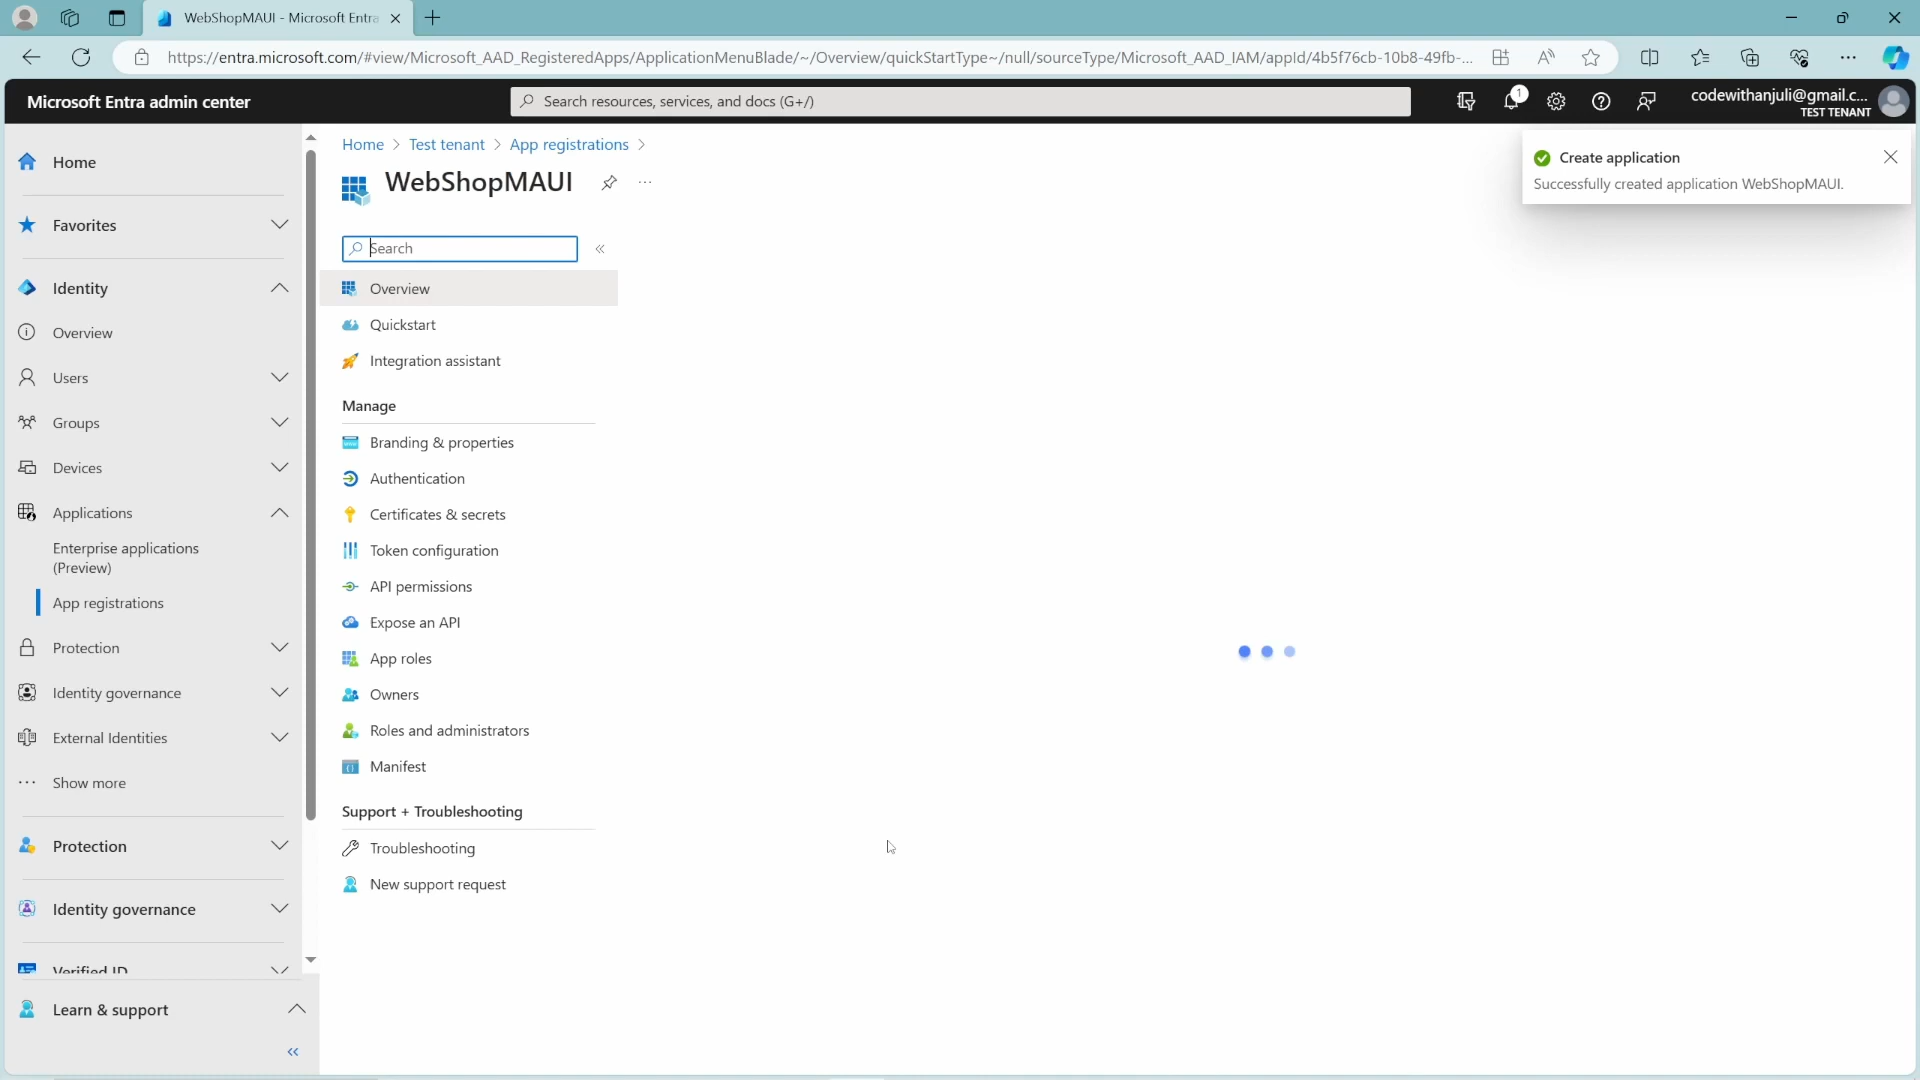 WebShopMAUI - Microsoft Entra
https://entra.microsoft.com/#view/Microsoft_AAD_RegisteredApps/ApplicationMenuBlade/~/Overview/quickStartType~/null/sourceType/Microsoft_AAD_IAM/appId/4b5f76cb-10b8-49fb-...
Microsoft Entra admin center
Search resources, services, and docs (G+/)
1
codewithanjuli@gmail.c...
TEST TENANT
Home
Favorites
Identity
Overview
Users
Groups
Devices
Applications
Enterprise applications
(Preview)
App registrations
Protection
Identity governance
External Identities
Show more
Protection
Identity governance
Verified ID
Learn & support
Home > Test tenant > App registrations >
WebShopMAUI
Search
Overview
Quickstart
Integration assistant
Manage
Branding & properties
Authentication
Certificates & secrets
Token configuration
API permissions
Expose an API
App roles
Owners
Roles and administrators
Manifest
Support + Troubleshooting
Troubleshooting
New support request
Create application
Successfully created application WebShopMAUI.